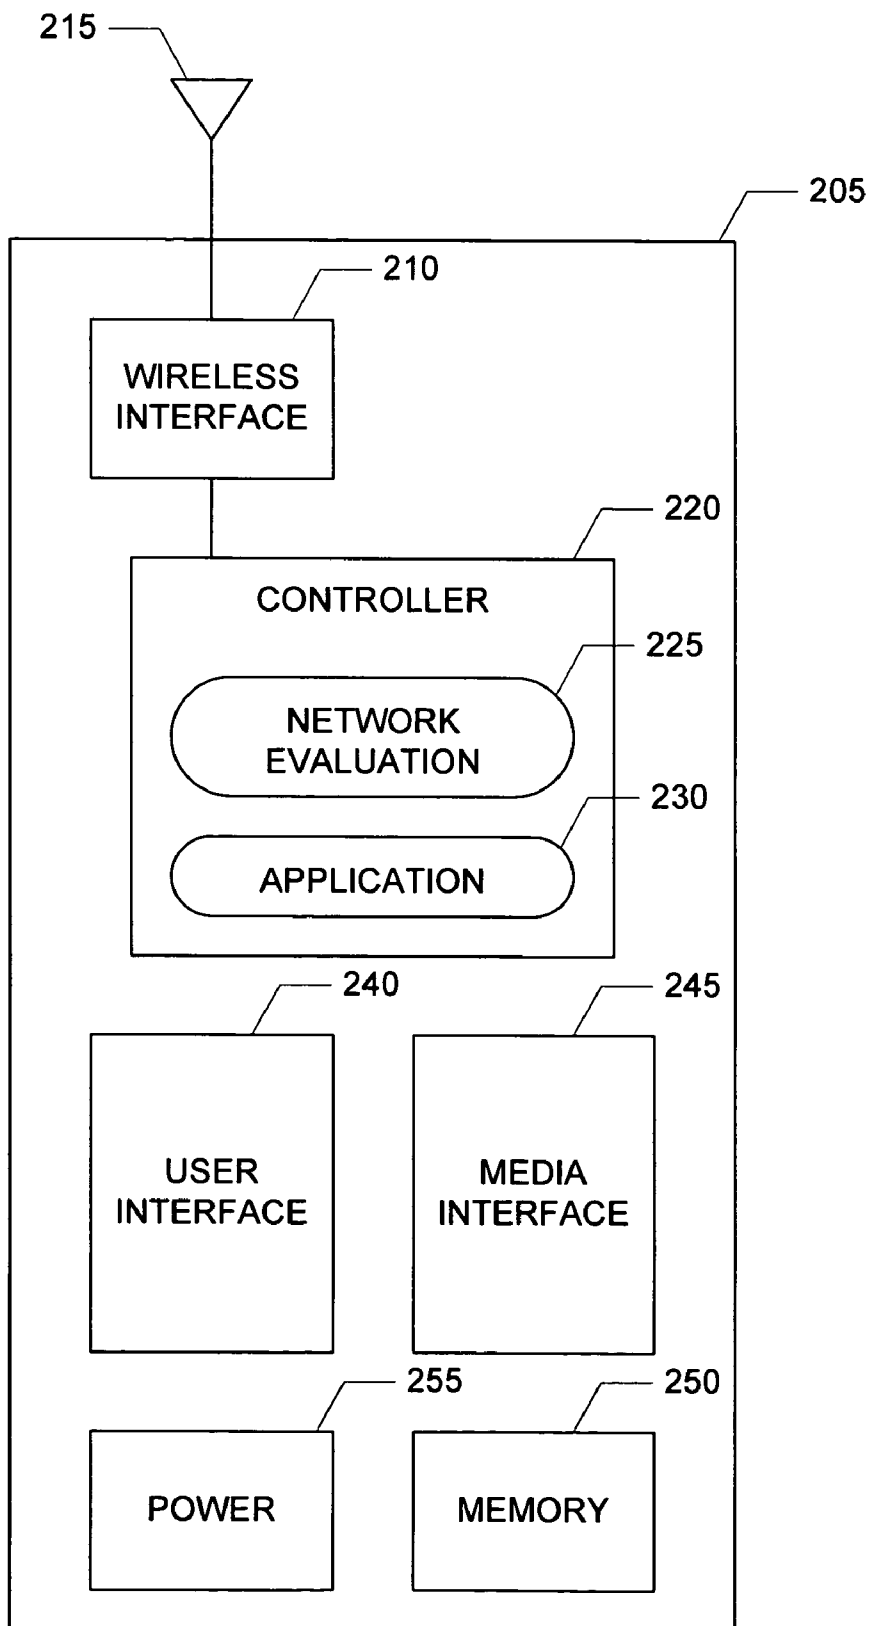 215
205
210
WIRELESS
INTERFACE
220
CONTROLLER
225
NETWORK
EVALUATION
230
APPLICATION
240
245
USER
INTERFACE
MEDIA
INTERFACE
255
250
POWER
MEMORY